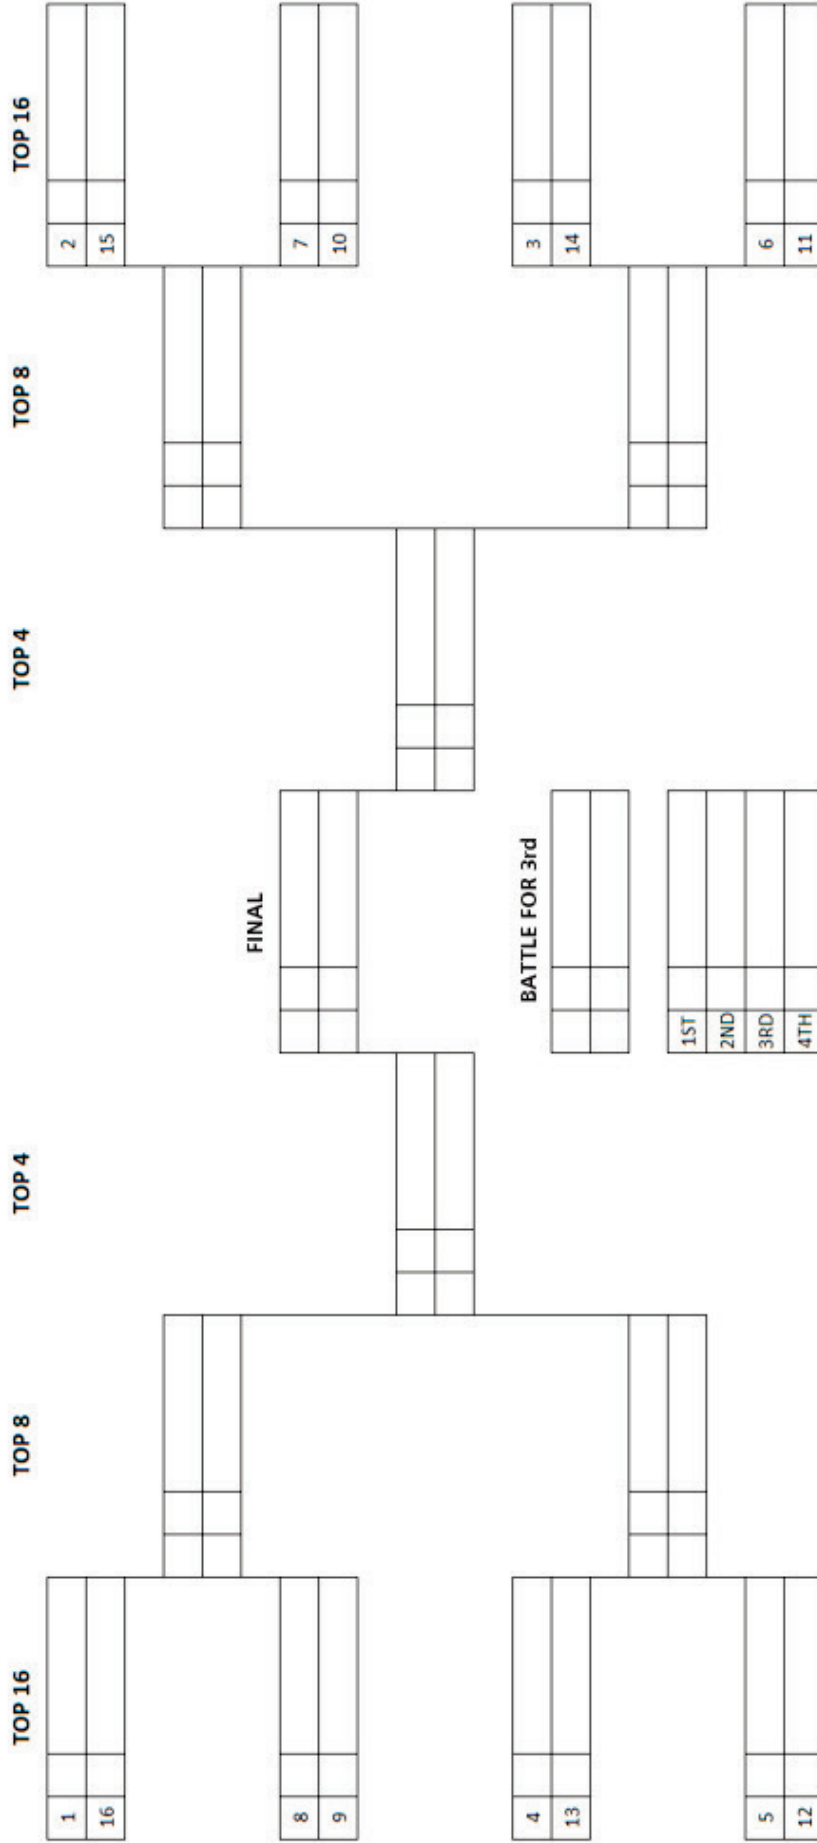 TOP 16
TOP 8
TOP 4
TOP 4
TOP 8
TOP 16
1
16
2
15
FINAL
8
9
7
10
4
13
BATTLE FOR 3rd
3
14
1ST
2ND
5
12
3RD
4TH
6
11